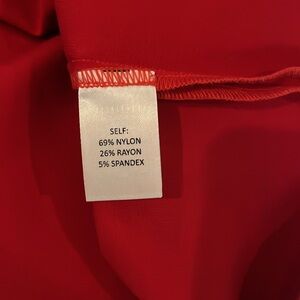 SELF:
69% NYLON
26% RAYON
5% SPANDEX